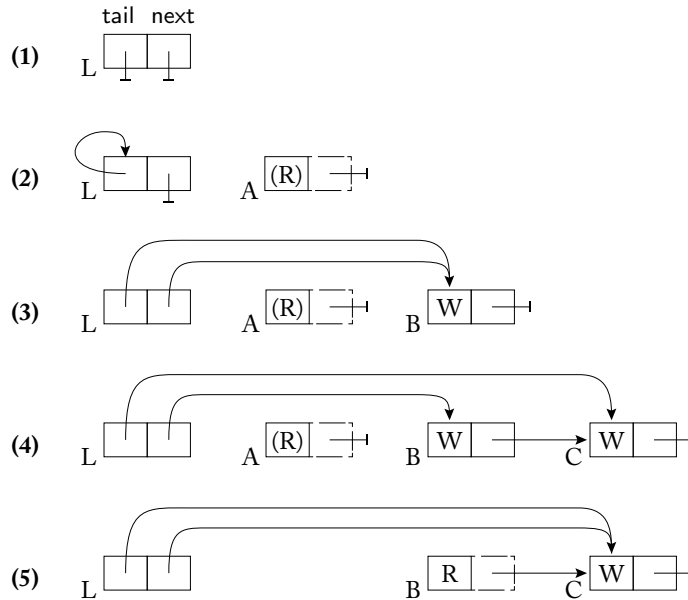 tail next
(1) L
(2) L A (R)
(3) L A (R) B W
(4) L A (R) B W C W
(5) L B R C W